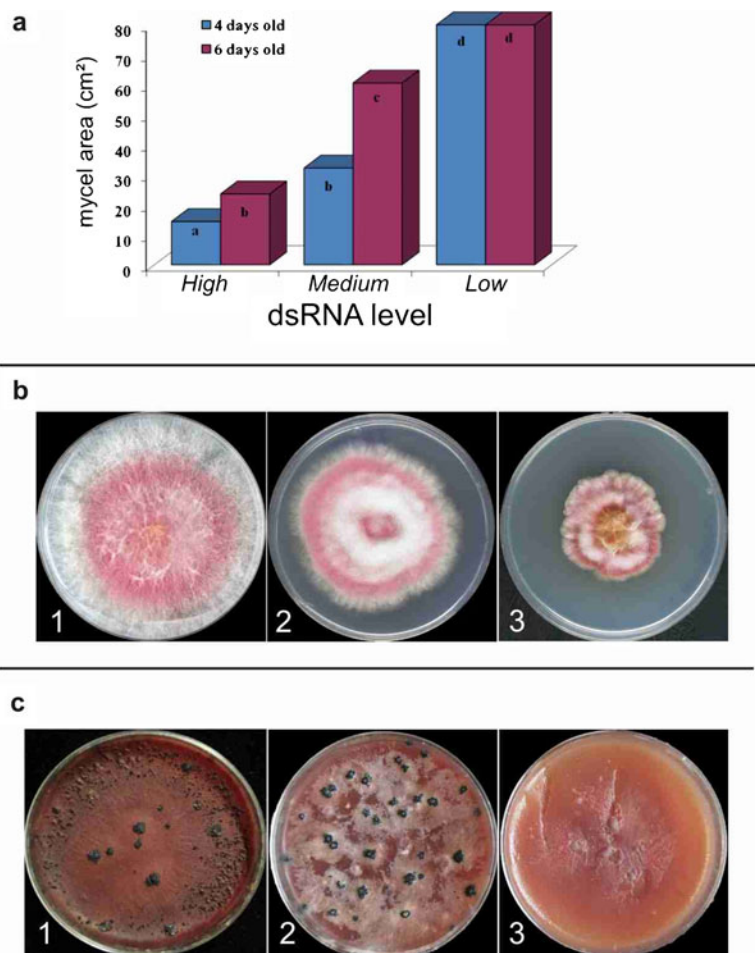 a
4 days old
6 days old
mycel area (cm²)
80
70
60
50
40
30
20
10
0
a
b
b
c
d
d
High Medium Low
dsRNA level
b
1 2 3
c
1 2 3